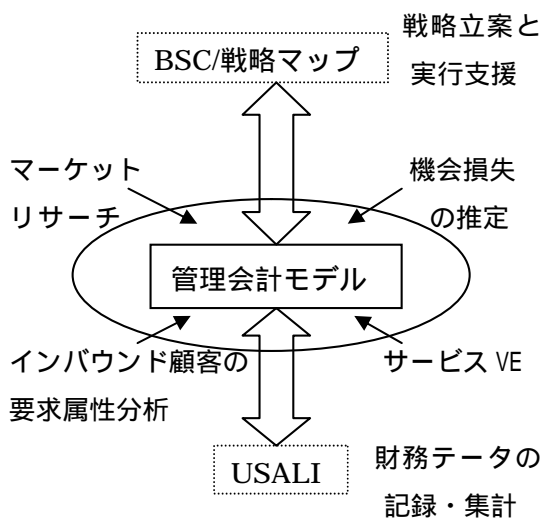 戦略立案と
BSC/戦略マップ
実行支援
マーケット
リサーチ
機会損失
の推定
管理会計モデル
インバウンド顧客の
要求属性分析
サービス VE
USALI
財務テータの
記録・集計